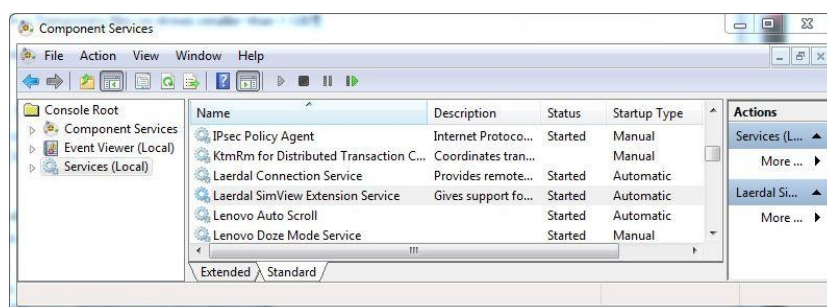 Component Services
File Action View Window Help
Console Root
Component Services
Event Viewer (Local)
Services (Local)
Name Description Status Startup Type
IPsec Policy Agent Internet Protoco... Started Manual
KtmRm for Distributed Transaction C... Coordinates tran... Manual
Laerdal Connection Service Provides remote... Started Automatic
Laerdal SimView Extension Service Gives support fo... Started Automatic
Lenovo Auto Scroll Started Automatic
Lenovo Doze Mode Service Started Manual
Extended Standard
Actions
Services (L...
More ...
Laerdal Si...
More ...